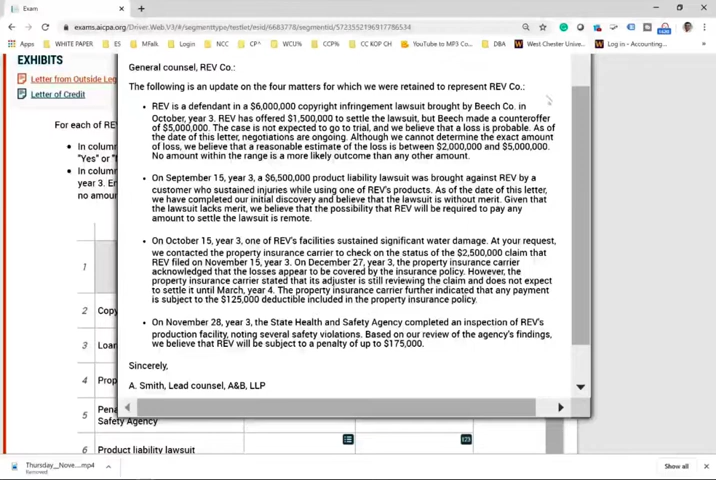 Exam
exams.aicpa.org/Driver.Web.V3/#/segmenttype/testlet/esid/6683778/segmentid/5723552196917786534
Apps WHITE PAPER ES MFalk Login NCC CP^ WCU% CCP% CC KOP CH YouTube to MP3 Co... DBA West Chester Unive... Log in - Accounting...
EXHIBITS
Letter from Outside Leg
Letter of Credit
For each of RE
In colum
"Yes" or "
In colum
year 3. E
no amou
General counsel, REV Co.:
The following is an update on the four matters for which we were retained to represent REV Co.:
• REV is a defendant in a $6,000,000 copyright infringement lawsuit brought by Beech Co. in
October, year 3. REV has offered $1,500,000 to settle the lawsuit, but Beech made a counteroffer
of $5,000,000. The case is not expected to go to trial, and we believe that a loss is probable. As of
the date of this letter, negotiations are ongoing. Although we cannot determine the exact amount
of loss, we believe that a reasonable estimate of the loss is between $2,000,000 and $5,000,000.
No amount within the range is a more likely outcome than any other amount.
• On September 15, year 3, a $6,500,000 product liability lawsuit was brought against REV by a
customer who sustained injuries while using one of REV's products. As of the date of this letter,
we have completed our initial discovery and believe that the lawsuit is without merit. Given that
the lawsuit lacks merit, we believe that the possibility that REV will be required to pay any
amount to settle the lawsuit is remote.
• On October 15, year 3, one of REV's facilities sustained significant water damage. At your request,
we contacted the property insurance carrier to check on the status of the $2,500,000 claim that
REV filed on November 15, year 3. On December 27, year 3, the property insurance carrier
acknowledged that the losses appear to be covered by the insurance policy. However, the
property insurance carrier stated that its adjuster is still reviewing the claim and does not expect
to settle it until March, year 4. The property insurance carrier further indicated that any payment
is subject to the $125,000 deductible included in the property insurance policy.
• On November 28, year 3, the State Health and Safety Agency completed an inspection of REV's
production facility, noting several safety violations. Based on our review of the agency's findings,
we believe that REV will be subject to a penalty of up to $175,000.
Sincerely,
A. Smith, Lead counsel, A&B, LLP
1
2 Copy
3 Loan
4 Prop
5 Pena
Safety Agency
6 Product liability lawsuit
123
Thursday__Nove....mp4
Removed
Show all